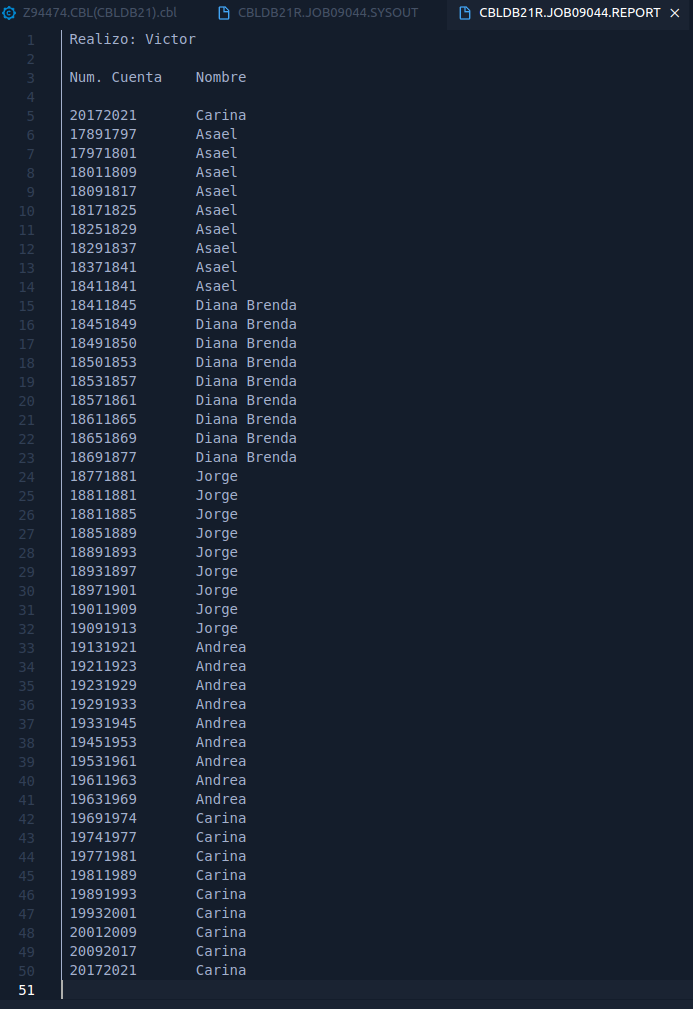 Z94474.CBL(CBLDB21).cbl CBLDB21R.JOB09044.SYSOUT CBLDB21R.JOB09044.REPORT
1 Realizo: Victor
2
3 Num. Cuenta Nombre
4
5 20172021 Carina
6 17891797 Asael
7 17971801 Asael
8 18011809 Asael
9 18091817 Asael
10 18171825 Asael
11 18251829 Asael
12 18291837 Asael
13 18371841 Asael
14 18411841 Asael
15 18411845 Diana Brenda
16 18451849 Diana Brenda
17 18491850 Diana Brenda
18 18501853 Diana Brenda
19 18531857 Diana Brenda
20 18571861 Diana Brenda
21 18611865 Diana Brenda
22 18651869 Diana Brenda
23 18691877 Diana Brenda
24 18771881 Jorge
25 18811881 Jorge
26 18811885 Jorge
27 18851889 Jorge
28 18891893 Jorge
29 18931897 Jorge
30 18971901 Jorge
31 19011909 Jorge
32 19091913 Jorge
33 19131921 Andrea
34 19211923 Andrea
35 19231929 Andrea
36 19291933 Andrea
37 19331945 Andrea
38 19451953 Andrea
39 19531961 Andrea
40 19611963 Andrea
41 19631969 Andrea
42 19691974 Carina
43 19741977 Carina
44 19771981 Carina
45 19811989 Carina
46 19891993 Carina
47 19932001 Carina
48 20012009 Carina
49 20092017 Carina
50 20172021 Carina
51